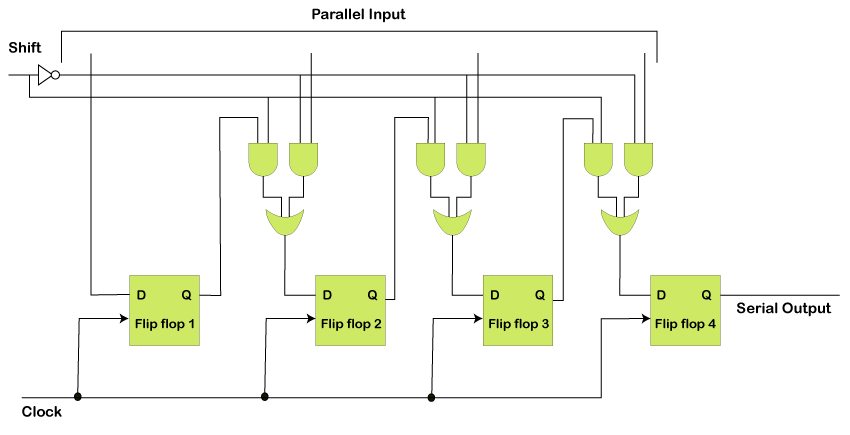 Parallel Input
Shift
D Q
Flip flop 1
D Q
Flip flop 2
D Q
Flip flop 3
D Q
Flip flop 4
Serial Output
Clock